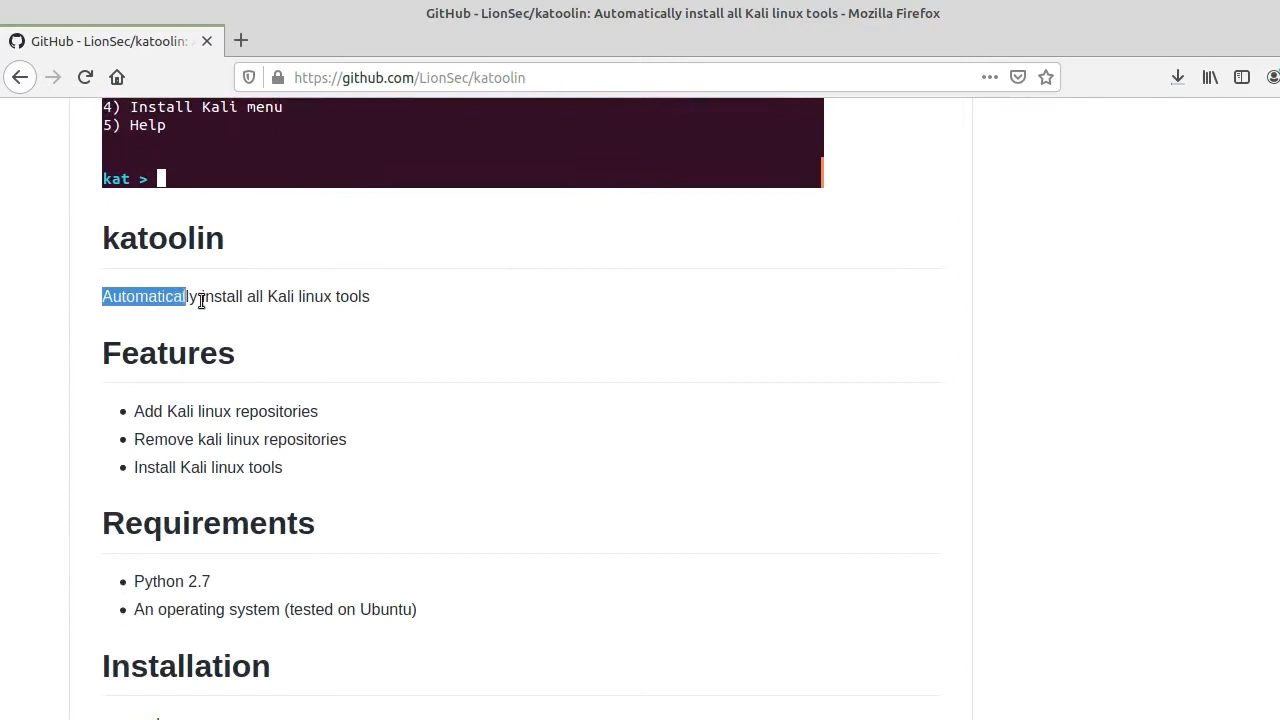 GitHub - LionSec/katoolin: Automatically install all Kali linux tools - Mozilla Firefox
GitHub - LionSec/katoolin:
https://github.com/LionSec/katoolin
4) Install Kali menu
5) Help
kat >
katoolin
Automatically install all Kali linux tools
Features
Add Kali linux repositories
Remove kali linux repositories
Install Kali linux tools
Requirements
Python 2.7
An operating system (tested on Ubuntu)
Installation